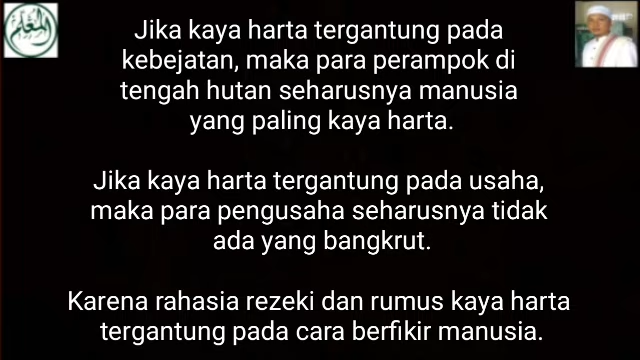 Jika kaya harta tergantung pada
kebejatan, maka para perampok di
tengah hutan seharusnya manusia
yang paling kaya harta.
Jika kaya harta tergantung pada usaha,
maka para pengusaha seharusnya tidak
ada yang bangkrut.
Karena rahasia rezeki dan rumus kaya harta
tergantung pada cara berfikir manusia.